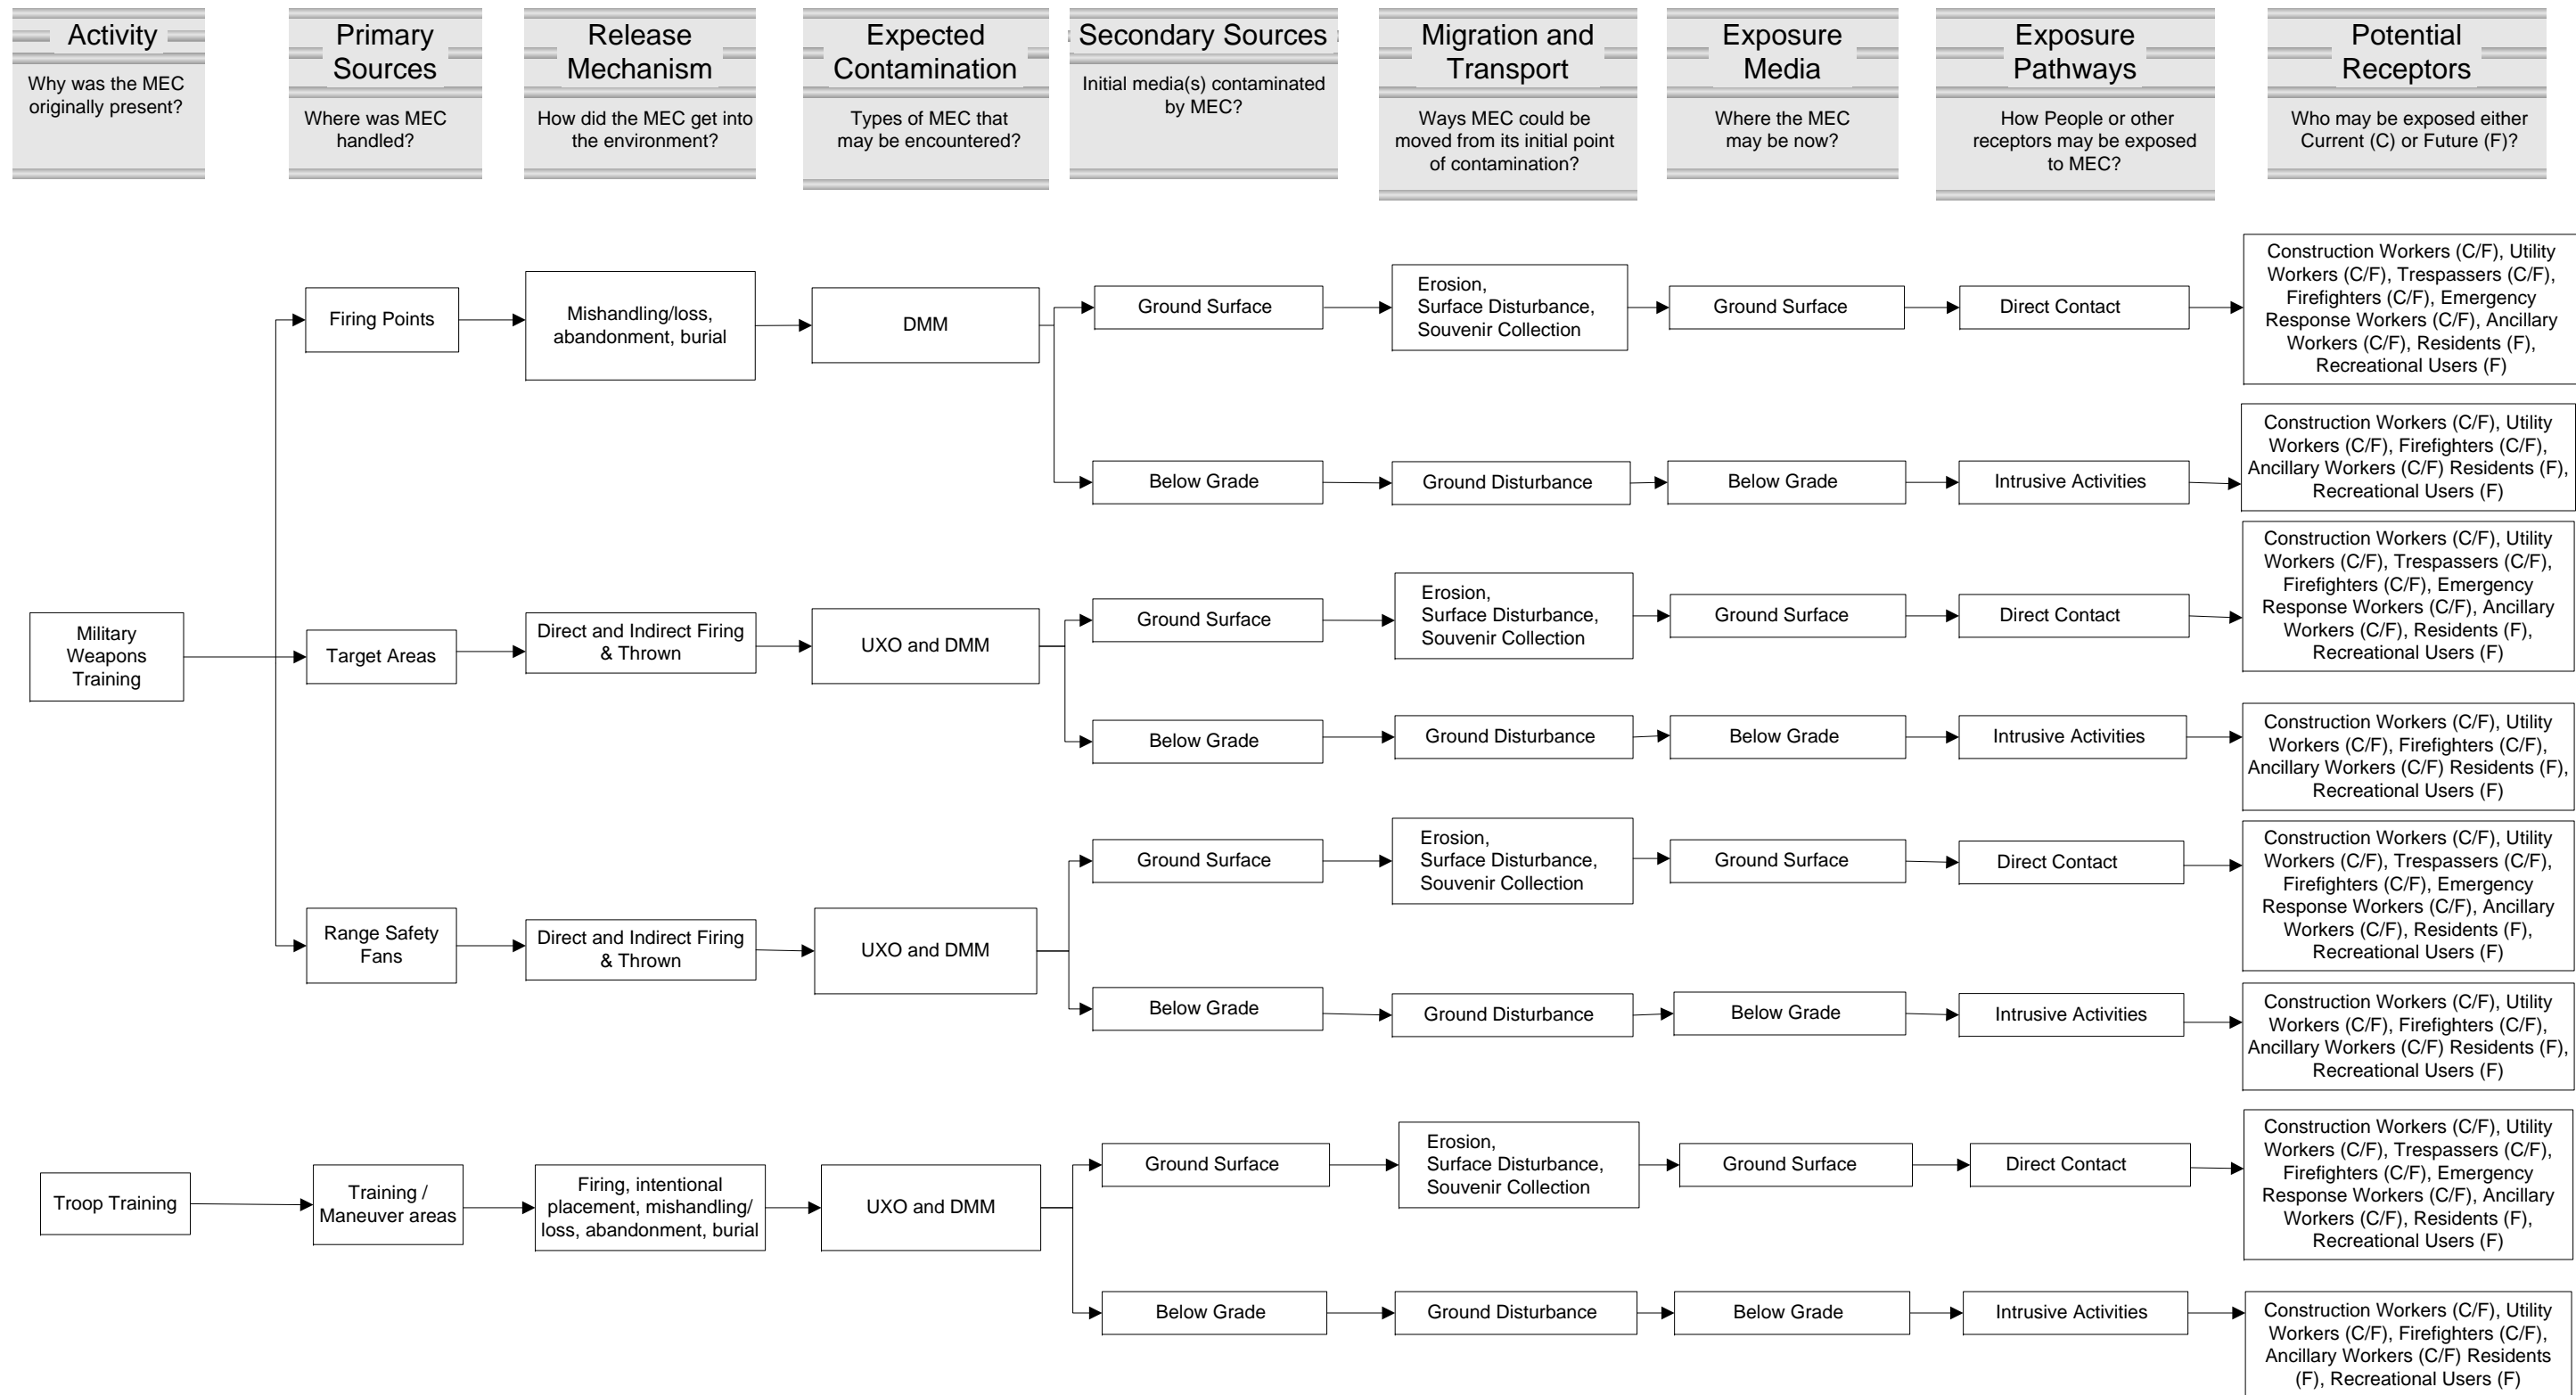 Activity
Why was the MEC
originally present?
Primary
Sources
Where was MEC
handled?
Release
Mechanism
How did the MEC get into
the environment?
Expected
Contamination
Types of MEC that
may be encountered?
Secondary Sources
Initial media(s) contaminated
by MEC?
Migration and
Transport
Ways MEC could be
moved from its initial point
of contamination?
Exposure
Media
Where the MEC
may be now?
Exposure
Pathways
How People or other
receptors may be exposed
to MEC?
Potential
Receptors
Who may be exposed either
Current (C) or Future (F)?
Military
Weapons
Training
Firing Points
Mishandling/loss,
abandonment, burial
DMM
Ground Surface
Erosion,
Surface Disturbance,
Souvenir Collection
Ground Surface
Direct Contact
Construction Workers (C/F), Utility
Workers (C/F), Trespassers (C/F),
Firefighters (C/F), Emergency
Response Workers (C/F), Ancillary
Workers (C/F), Residents (F),
Recreational Users (F)
Below Grade
Ground Disturbance
Below Grade
Intrusive Activities
Construction Workers (C/F), Utility
Workers (C/F), Firefighters (C/F),
Ancillary Workers (C/F) Residents (F),
Recreational Users (F)
Target Areas
Direct and Indirect Firing
& Thrown
UXO and DMM
Ground Surface
Erosion,
Surface Disturbance,
Souvenir Collection
Ground Surface
Direct Contact
Construction Workers (C/F), Utility
Workers (C/F), Trespassers (C/F),
Firefighters (C/F), Emergency
Response Workers (C/F), Ancillary
Workers (C/F), Residents (F),
Recreational Users (F)
Below Grade
Ground Disturbance
Below Grade
Intrusive Activities
Construction Workers (C/F), Utility
Workers (C/F), Firefighters (C/F),
Ancillary Workers (C/F) Residents (F),
Recreational Users (F)
Range Safety
Fans
Direct and Indirect Firing
& Thrown
UXO and DMM
Ground Surface
Erosion,
Surface Disturbance,
Souvenir Collection
Ground Surface
Direct Contact
Construction Workers (C/F), Utility
Workers (C/F), Trespassers (C/F),
Firefighters (C/F), Emergency
Response Workers (C/F), Ancillary
Workers (C/F), Residents (F),
Recreational Users (F)
Below Grade
Ground Disturbance
Below Grade
Intrusive Activities
Construction Workers (C/F), Utility
Workers (C/F), Firefighters (C/F),
Ancillary Workers (C/F) Residents (F),
Recreational Users (F)
Troop Training
Training /
Maneuver areas
Firing, intentional
placement, mishandling/
loss, abandonment, burial
UXO and DMM
Ground Surface
Erosion,
Surface Disturbance,
Souvenir Collection
Ground Surface
Direct Contact
Construction Workers (C/F), Utility
Workers (C/F), Trespassers (C/F),
Firefighters (C/F), Emergency
Response Workers (C/F), Ancillary
Workers (C/F), Residents (F),
Recreational Users (F)
Below Grade
Ground Disturbance
Below Grade
Intrusive Activities
Construction Workers (C/F), Utility
Workers (C/F), Firefighters (C/F),
Ancillary Workers (C/F) Residents
(F), Recreational Users (F)